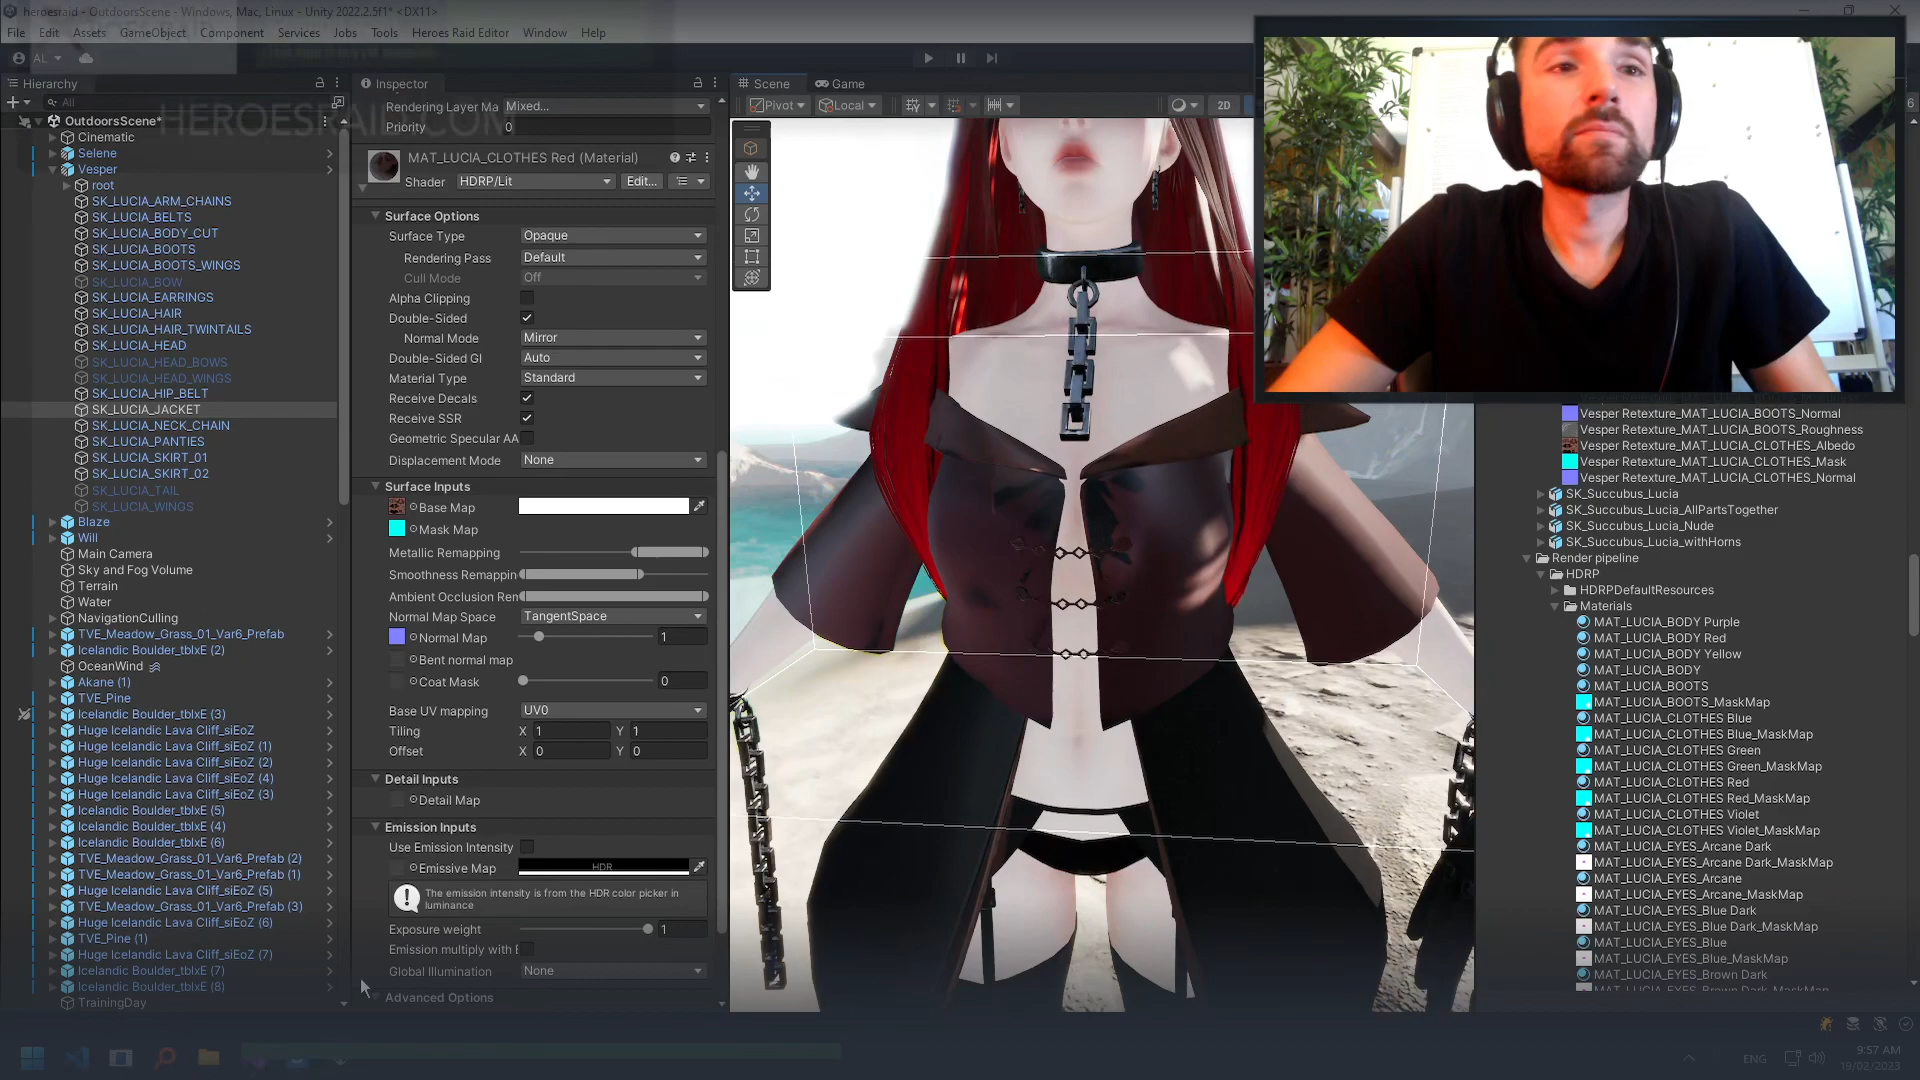 heroesraid - OutdoorsScene - Windows, Mac, Linux - Unity 2022.2.5f1* <DX11>
File Edit Assets GameObject Component Services Jobs Tools Heroes Raid Editor Window Help
AL
Hierarchy
All
HEROESRAID.COM
OutdoorsScene*
Cinematic
Selene
Vesper
root
SK_LUCIA_ARM_CHAINS
SK_LUCIA_BELTS
SK_LUCIA_BODY_CUT
SK_LUCIA_BOOTS
SK_LUCIA_BOOTS_WINGS
SK_LUCIA_BOW
SK_LUCIA_EARRINGS
SK_LUCIA_HAIR
SK_LUCIA_HAIR_TWINTAILS
SK_LUCIA_HEAD
SK_LUCIA_HEAD_BOWS
SK_LUCIA_HEAD_WINGS
SK_LUCIA_HIP_BELT
SK_LUCIA_JACKET
SK_LUCIA_NECK_CHAIN
SK_LUCIA_PANTIES
SK_LUCIA_SKIRT_01
SK_LUCIA_SKIRT_02
SK_LUCIA_TAIL
SK_LUCIA_WINGS
Blaze
Will
Main Camera
Sky and Fog Volume
Terrain
Water
NavigationCulling
TVE_Meadow_Grass_01_Var6_Prefab
Icelandic Boulder_tblxE (2)
OceanWind
Akane (1)
TVE_Pine
Icelandic Boulder_tblxE (3)
Huge Icelandic Lava Cliff_siEoZ
Huge Icelandic Lava Cliff_siEoZ (1)
Huge Icelandic Lava Cliff_siEoZ (2)
Huge Icelandic Lava Cliff_siEoZ (4)
Huge Icelandic Lava Cliff_siEoZ (3)
Icelandic Boulder_tblxE (5)
Icelandic Boulder_tblxE (4)
Icelandic Boulder_tblxE (6)
TVE_Meadow_Grass_01_Var6_Prefab (2)
TVE_Meadow_Grass_01_Var6_Prefab (1)
Huge Icelandic Lava Cliff_siEoZ (5)
TVE_Meadow_Grass_01_Var6_Prefab (3)
Huge Icelandic Lava Cliff_siEoZ (6)
TVE_Pine (1)
Huge Icelandic Lava Cliff_siEoZ (7)
Icelandic Boulder_tblxE (7)
Icelandic Boulder_tblxE (8)
TrainingDay
Inspector
Rendering Layer Ma Mixed...
Priority 0
MAT_LUCIA_CLOTHES Red (Material)
Shader HDRP/Lit Edit...
Surface Options
Surface Type Opaque
Rendering Pass Default
Cull Mode Off
Alpha Clipping
Double-Sided
Normal Mode Mirror
Double-Sided GI Auto
Material Type Standard
Receive Decals
Receive SSR
Geometric Specular AA
Displacement Mode None
Surface Inputs
Base Map
Mask Map
Metallic Remapping
Smoothness Remappin
Ambient Occlusion Ren
Normal Map Space TangentSpace
Normal Map 1
Bent normal map
Coat Mask 0
Base UV mapping UV0
Tiling X 1 Y 1
Offset X 0 Y 0
Detail Inputs
Detail Map
Emission Inputs
Use Emission Intensity
Emissive Map HDR
The emission intensity is from the HDR color picker in
luminance
Exposure weight 1
Emission multiply with E
Global Illumination None
Advanced Options
Scene Game
Pivot Local 2D
6
Vesper Retexture_MAT_LUCIA_BOOTS_Normal
Vesper Retexture_MAT_LUCIA_BOOTS_Roughness
Vesper Retexture_MAT_LUCIA_CLOTHES_Albedo
Vesper Retexture_MAT_LUCIA_CLOTHES_Mask
Vesper Retexture_MAT_LUCIA_CLOTHES_Normal
SK_Succubus_Lucia
SK_Succubus_Lucia_AllPartsTogether
SK_Succubus_Lucia_Nude
SK_Succubus_Lucia_withHorns
Render pipeline
HDRP
HDRPDefaultResources
Materials
MAT_LUCIA_BODY Purple
MAT_LUCIA_BODY Red
MAT_LUCIA_BODY Yellow
MAT_LUCIA_BODY
MAT_LUCIA_BOOTS
MAT_LUCIA_BOOTS_MaskMap
MAT_LUCIA_CLOTHES Blue
MAT_LUCIA_CLOTHES Blue_MaskMap
MAT_LUCIA_CLOTHES Green
MAT_LUCIA_CLOTHES Green_MaskMap
MAT_LUCIA_CLOTHES Red
MAT_LUCIA_CLOTHES Red_MaskMap
MAT_LUCIA_CLOTHES Violet
MAT_LUCIA_CLOTHES Violet_MaskMap
MAT_LUCIA_EYES_Arcane Dark
MAT_LUCIA_EYES_Arcane Dark_MaskMap
MAT_LUCIA_EYES_Arcane
MAT_LUCIA_EYES_Arcane_MaskMap
MAT_LUCIA_EYES_Blue Dark
MAT_LUCIA_EYES_Blue Dark_MaskMap
MAT_LUCIA_EYES_Blue
MAT_LUCIA_EYES_Blue_MaskMap
MAT_LUCIA_EYES_Brown Dark
MAT_LUCIA_EYES_Brown Dark_MaskMap
ENG
9:57 AM
19/02/2023